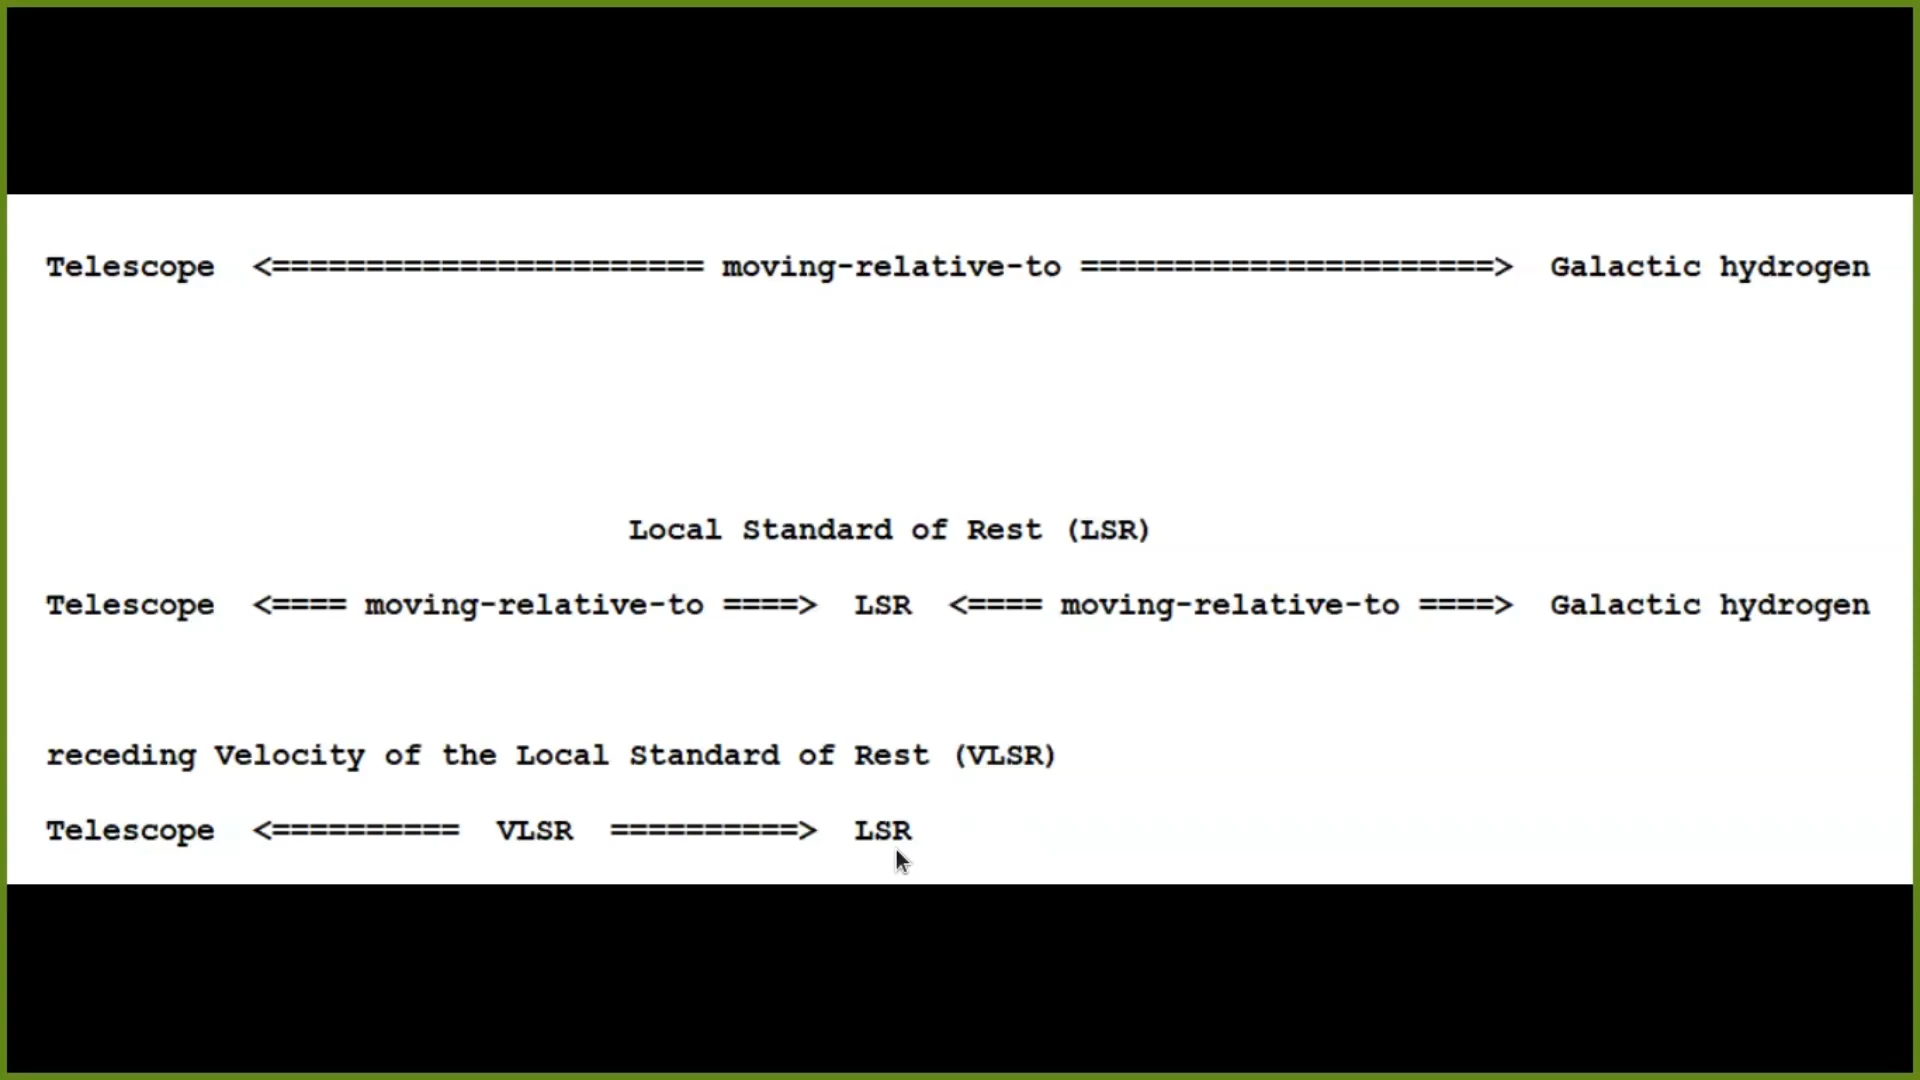 Telescope  <======================= moving-relative-to ======================>  Galactic hydrogen
Local Standard of Rest (LSR)
Telescope  <==== moving-relative-to ====>  LSR  <==== moving-relative-to ====>  Galactic hydrogen
receding Velocity of the Local Standard of Rest (VLSR)
Telescope  <==========  VLSR  ==========>  LSR